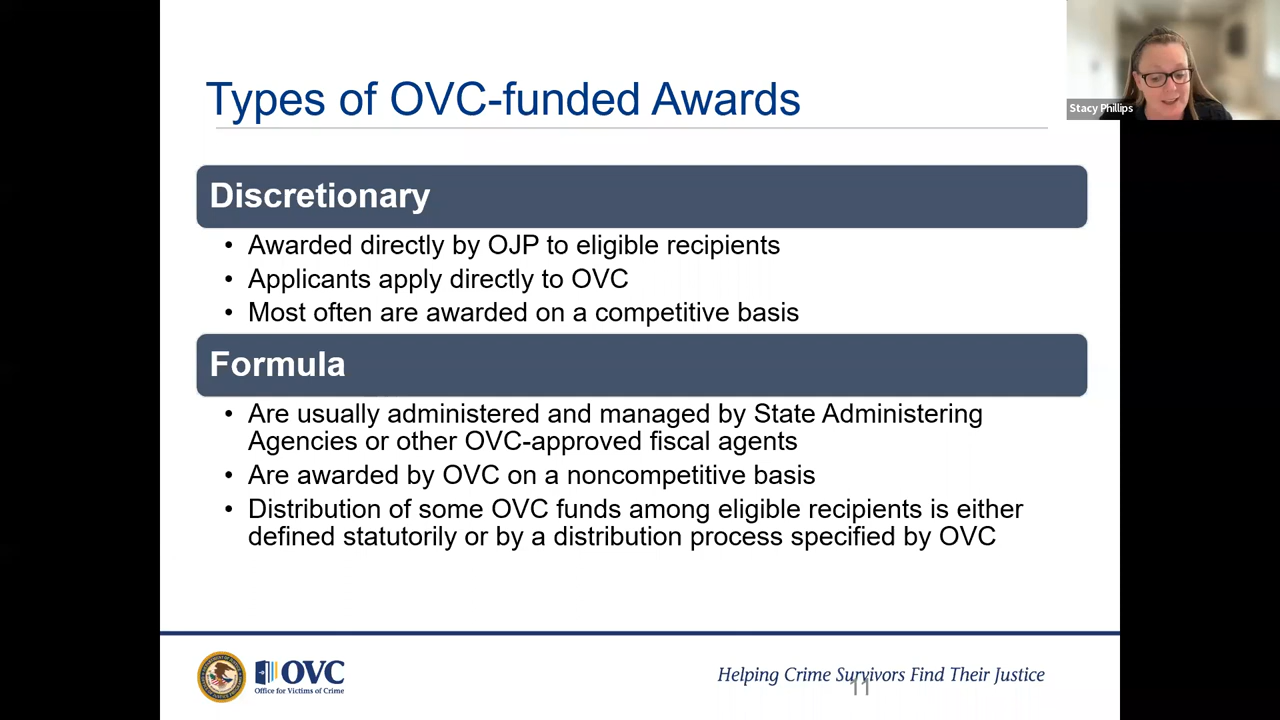 Types of OVC-funded Awards
Stacy Phillips
Discretionary
• Awarded directly by OJP to eligible recipients
• Applicants apply directly to OVC
• Most often are awarded on a competitive basis
Formula
• Are usually administered and managed by State Administering
Agencies or other OVC-approved fiscal agents
• Are awarded by OVC on a noncompetitive basis
• Distribution of some OVC funds among eligible recipients is either
defined statutorily or by a distribution process specified by OVC
OVC
Office for Victims of Crime
Helping Crime Survivors Find Their Justice
11